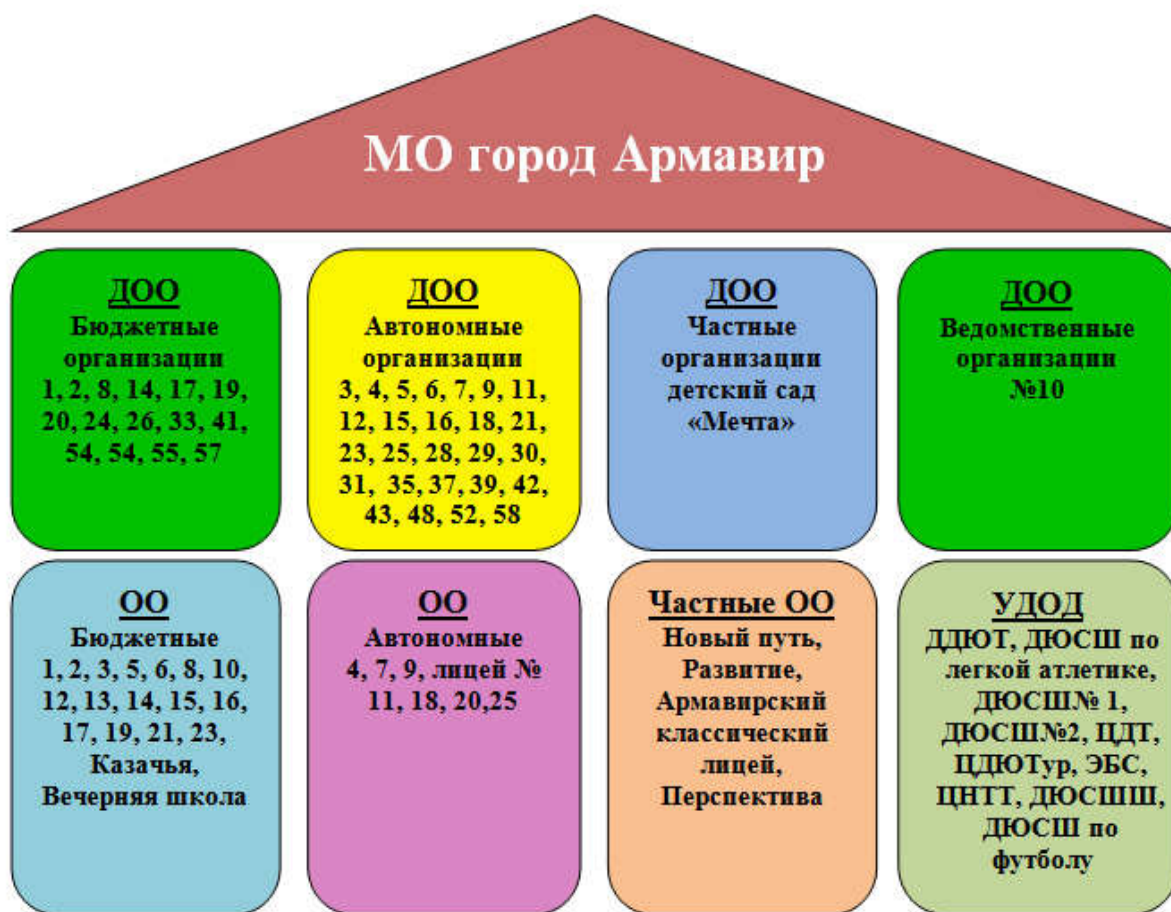 МО город Армавир
ДОО
Бюджетные
организации
1, 2, 8, 14, 17, 19,
20, 24, 26, 33, 41,
54, 54, 55, 57
ДОО
Автономные
организации
3, 4, 5, 6, 7, 9, 11,
12, 15, 16, 18, 21,
23, 25, 28, 29, 30,
31, 35, 37, 39, 42,
43, 48, 52, 58
ДОО
Частные
организации
детский сад
«Мечта»
ДОО
Ведомственные
организации
№10
ОО
Бюджетные
1, 2, 3, 5, 6, 8, 10,
12, 13, 14, 15, 16,
17, 19, 21, 23,
Казачья,
Вечерняя школа
ОО
Автономные
4, 7, 9, лицей №
11, 18, 20,25
Частные ОО
Новый путь,
Развитие,
Армавирский
классический
лицей,
Перспектива
УДОД
ДДЮТ, ДЮСШ по
легкой атлетике,
ДЮСШ№ 1,
ДЮСШ№2, ЦДТ,
ЦДЮТур, ЭБС,
ЦНТТ, ДЮСШШ,
ДЮСШ по
футболу